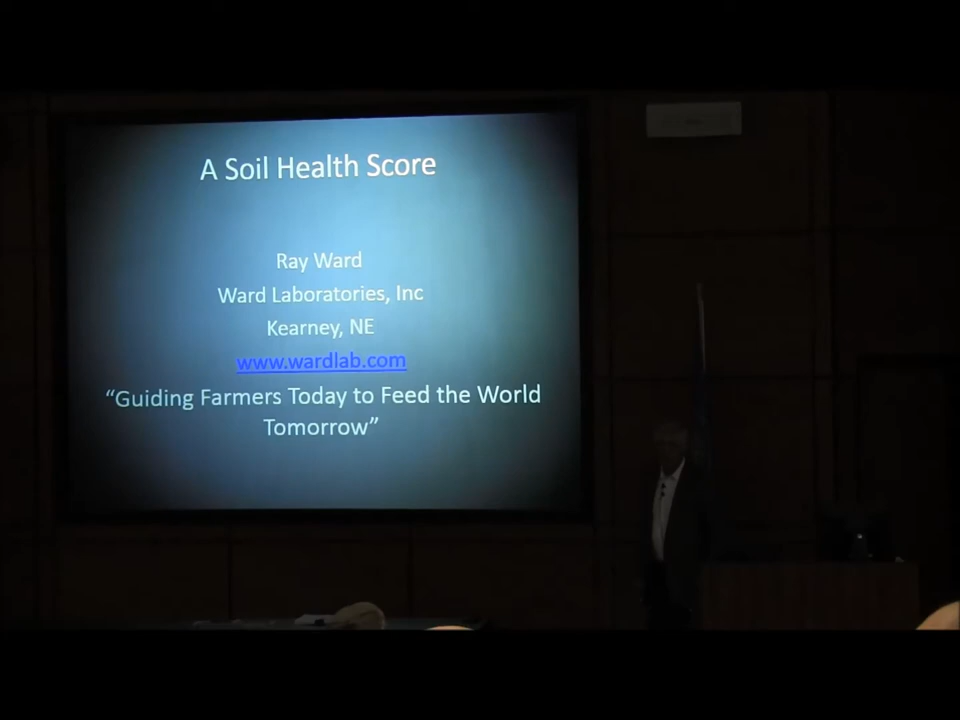 A Soil Health Score
Ray Ward
Ward Laboratories, Inc
Kearney, NE
www.wardlab.com
“Guiding Farmers Today to Feed the World
Tomorrow”